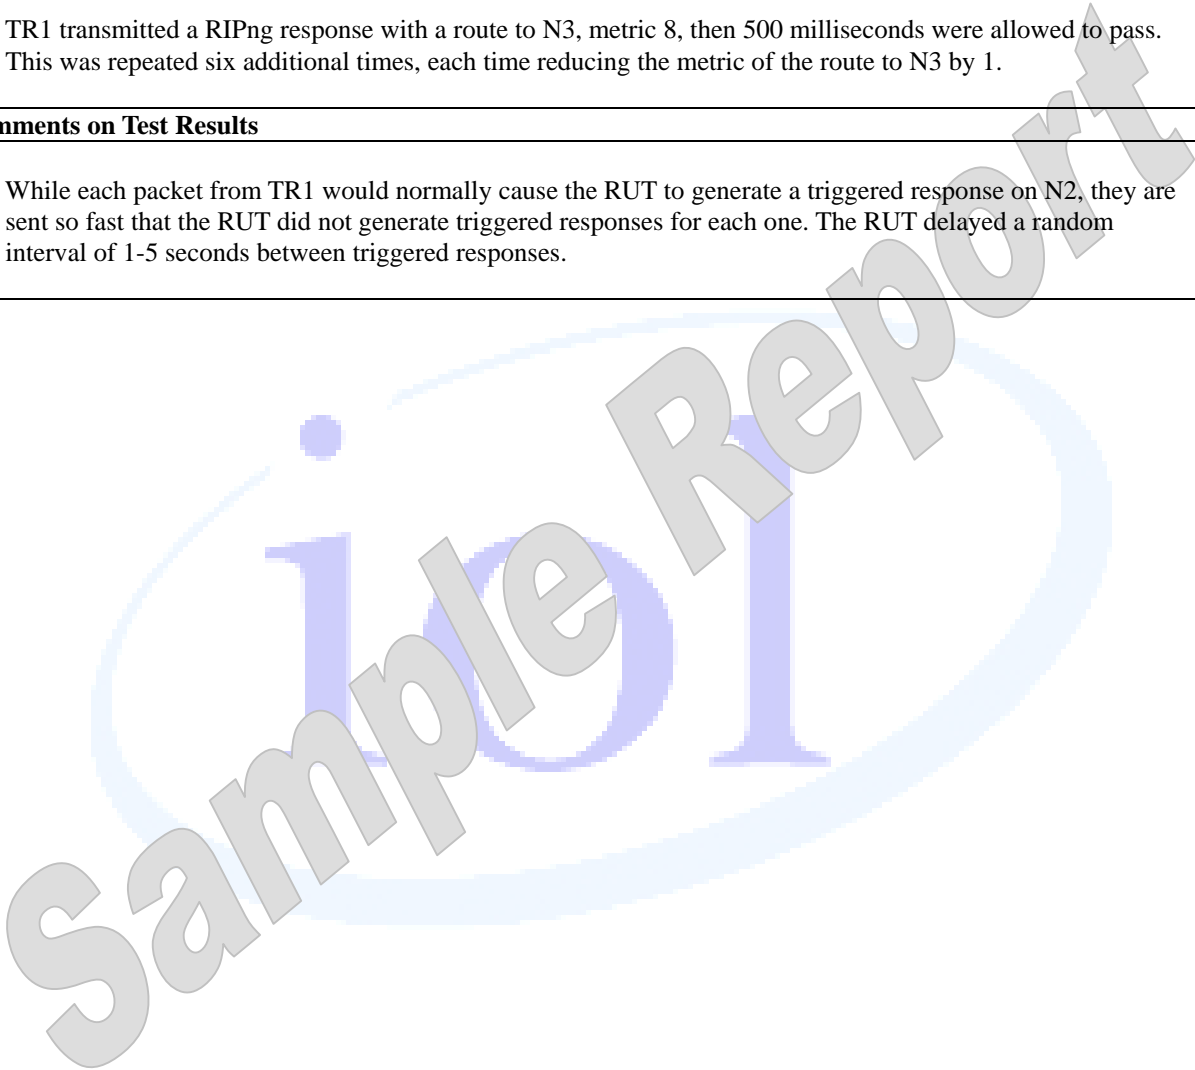 TR1 transmitted a RIPng response with a route to N3, metric 8, then 500 milliseconds were allowed to pass.
This was repeated six additional times, each time reducing the metric of the route to N3 by 1.
mments on Test Results
While each packet from TR1 would normally cause the RUT to generate a triggered response on N2, they are
sent so fast that the RUT did not generate triggered responses for each one. The RUT delayed a random
interval of 1-5 seconds between triggered responses.
iol
Sample Report